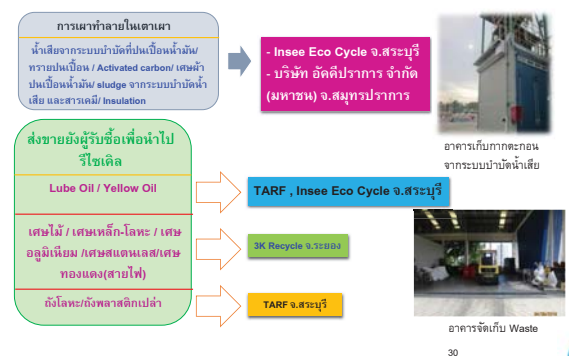 การเผาทำลายในเตาเผา
น้ำเสียจากระบบบำบัดที่ปนเปื้อนน้ำมัน/
ทรายปนเปื้อน / Activated carbon/ เศษผ้า
ปนเปื้อนน้ำมัน/ sludge จากระบบบำบัดน้ำ
เสีย และสารเคมี/ Insulation
- Insee Eco Cycle จ.สระบุรี
- บริษัท อัคคีปราการ จำกัด
(มหาชน) จ.สมุทรปราการ
อาคารเก็บกากตะกอน
จากระบบบำบัดน้ำเสีย
ส่งขายยังผู้รับซื้อเพื่อนำไป
รีไซเคิล
Lube Oil / Yellow Oil
TARF , Insee Eco Cycle จ.สระบุรี
เศษไม้ / เศษเหล็ก-โลหะ / เศษ
อลูมิเนียม /เศษสแตนเลส/เศษ
ทองแดง(สายไฟ)
3K Recycle จ.ระยอง
ถังโลหะ/ถังพลาสติกเปล่า
TARF จ.สระบุรี
อาคารจัดเก็บ Waste
30